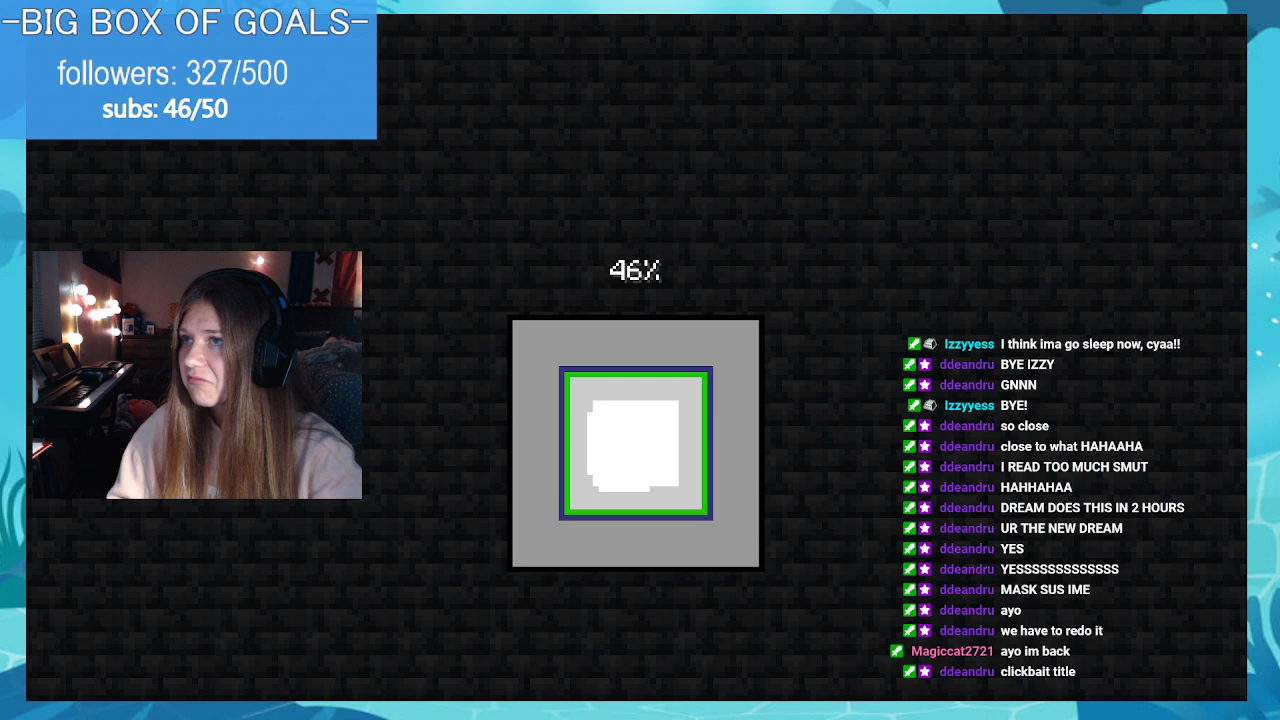 -BIG BOX OF GOALS-
followers: 327/500
subs: 46/50
46%
Izzyyess I think ima go sleep now, cyaa!!
ddeandru BYE IZZY
ddeandru GNNN
Izzyyess BYE!
ddeandru so close
ddeandru close to what HAHAAHA
ddeandru I READ TOO MUCH SMUT
ddeandru HAHHAHAA
ddeandru DREAM DOES THIS IN 2 HOURS
ddeandru UR THE NEW DREAM
ddeandru YES
ddeandru YESSSSSSSSSSSSS
ddeandru MASK SUS IME
ddeandru ayo
ddeandru we have to redo it
Magiccat2721 ayo im back
ddeandru clickbait title